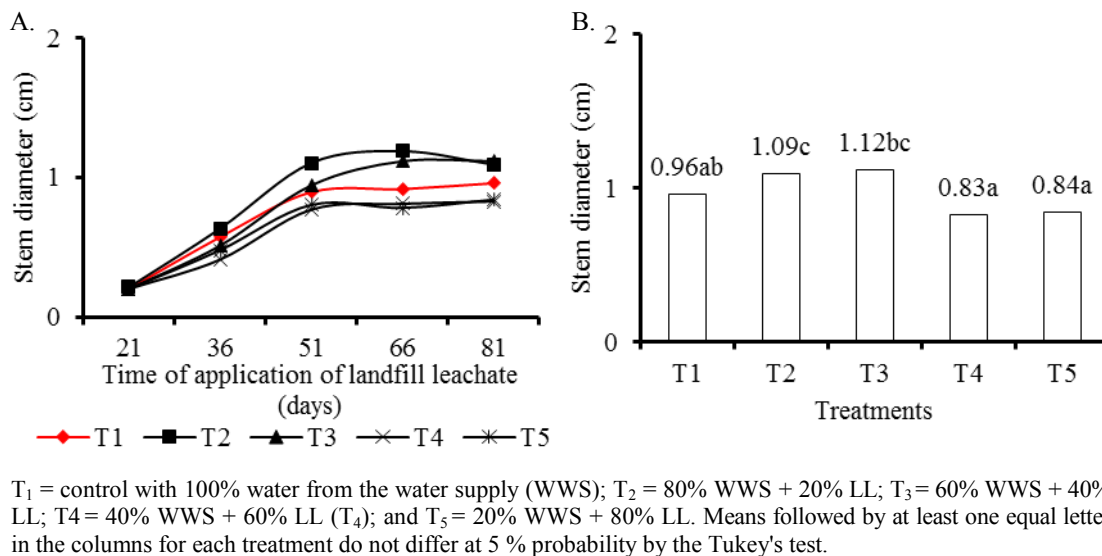 A.
2
1
0
Stem diameter (cm)
21 36 51 66 81
Time of application of landfill leachate
(days)
T1 T2 T3 T4 T5
B.
2
1
0
Stem diameter (cm)
0.96ab 1.09c 1.12bc 0.83a 0.84a
T1 T2 T3 T4 T5
Treatments
T1 = control with 100% water from the water supply (WWS); T2 = 80% WWS + 20% LL; T3 = 60% WWS + 40%
LL; T4 = 40% WWS + 60% LL (T4); and T5 = 20% WWS + 80% LL. Means followed by at least one equal lette
in the columns for each treatment do not differ at 5 % probability by the Tukey's test.